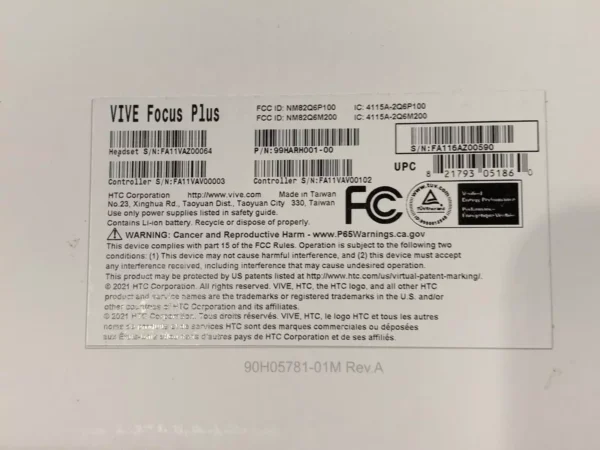 VIVE Focus Plus
FCC ID: NM82Q6P100 IC: 4115A-2Q6P100
FCC ID: NM82Q6M200 IC: 4115A-2Q6M200
Headset S/N:FA11VAZ00064
P/N:99HARH001-00
S/N:FA116AZ00590
Controller S/N:FA11VAV00003
Controller S/N:FA11VAV00102
UPC
8 21793 05186 0
HTC Corporation http://www.vive.com Made in Taiwan
No.23, Xinghua Rd., Taoyuan Dist., Taoyuan City 330, Taiwan
Use only power supplies listed in safety guide.
Contains Li-ion battery. Recycle or dispose of properly.
FC
WARNING: Cancer and Reproductive Harm - www.P65Warnings.ca.gov
This device complies with part 15 of the FCC Rules. Operation is subject to the following two
conditions: (1) This device may not cause harmful interference, and (2) this device must accept
any interference received, including interference that may cause undesired operation.
This product may be protected by US patents listed at http://www.htc.com/us/virtual-patent-marking/.
© 2021 HTC Corporation. All rights reserved. VIVE, HTC, the HTC logo, and all other HTC
product and service names are the trademarks or registered trademarks in the U.S. and/or
other countries of HTC Corporation and its affiliates.
© 2021 HTC Corporation. Tous droits réservés. VIVE, HTC, le logo HTC et tous les autres
services HTC sont des marques commerciales ou déposées
aux d'autres pays de HTC Corporation et de ses affiliés.
90H05781-01M Rev.A